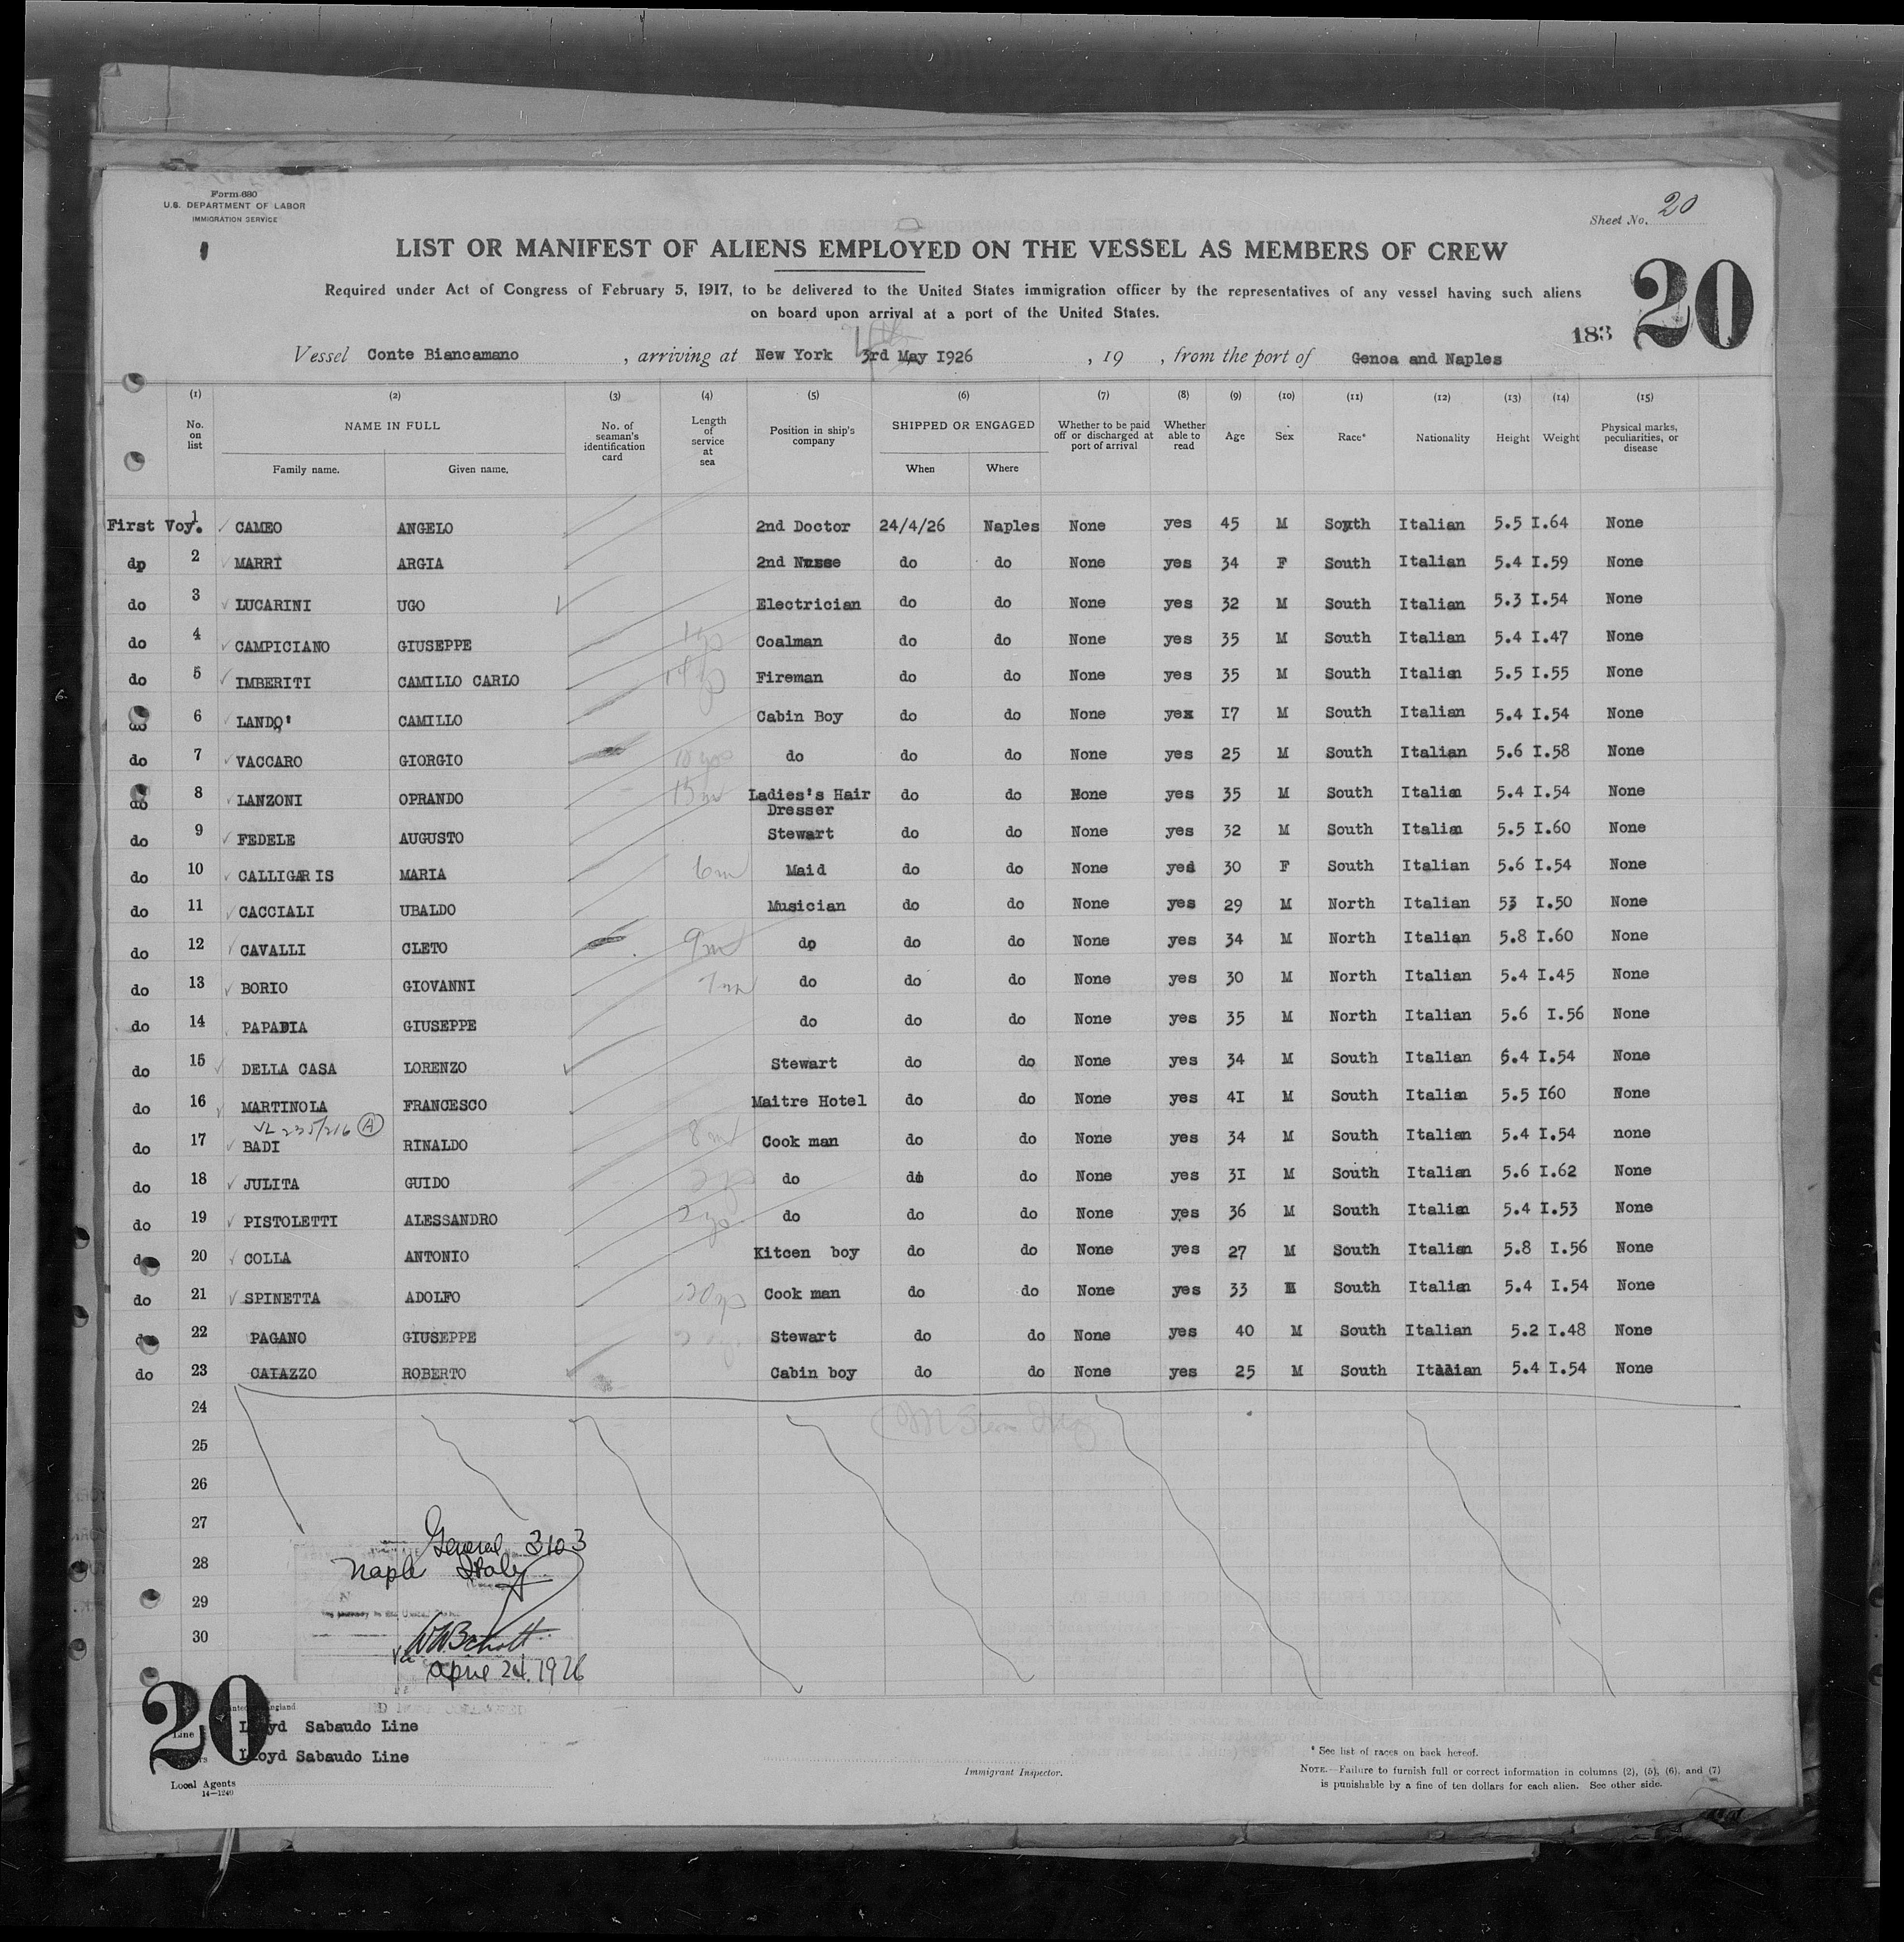 Form 680
U.S. DEPARTMENT OF LABOR
IMMIGRATION SERVICE
Sheet No. 20
LIST OR MANIFEST OF ALIENS EMPLOYED ON THE VESSEL AS MEMBERS OF CREW
20
Required under Act of Congress of February 5, 1917, to be delivered to the United States immigration officer by the representatives of any vessel having such aliens
on board upon arrival at a port of the United States.
183
Vessel Conte Biancamano , arriving at New York 3rd May I926 , 19 , from the port of Genoa and Naples
(1) (2) (3) (4) (5) (6) (7) (8) (9) (10) (11) (12) (13) (14) (15)
No. on list NAME IN FULL Family name. Given name. No. of seaman's identification card Length of service at sea Position in ship's company SHIPPED OR ENGAGED When Where Whether to be paid off or discharged at port of arrival Whether able to read Age Sex Race* Nationality Height Weight Physical marks, peculiarities, or disease
First Voy. 1 CAMEO ANGELO 2nd Doctor 24/4/26 Naples None yes 45 M South Italian 5.5 I.64 None
do 2 MARRI ARGIA 2nd Nusse do do None yes 34 F South Italian 5.4 I.59 None
do 3 LUCARINI UGO Electrician do do None yes 32 M South Italian 5.3 I.54 None
do 4 CAMPICIANO GIUSEPPE Coalman do do None yes 35 M South Italian 5.4 I.47 None
do 5 IMBERITI CAMILLO CARLO Fireman do do None yes 35 M South Italian 5.5 I.55 None
do 6 LANDO' CAMILLO Cabin Boy do do None yes I7 M South Italian 5.4 I.54 None
do 7 VACCARO GIORGIO 10 yrs do do do None yes 25 M South Italian 5.6 I.58 None
do 8 LANZONI OPRANDO 15 m Ladies's Hair Dresser do do None yes 35 M South Italian 5.4 I.54 None
do 9 FEDELE AUGUSTO Stewart do do None yes 32 M South Italian 5.5 I.60 None
do 10 CALLIGARIS MARIA 6 m Maid do do None yes 30 F South Italian 5.6 I.54 None
do 11 CACCIALI UBALDO Musician do do None yes 29 M North Italian 53 I.50 None
do 12 CAVALLI CLETO 9 m do do do None yes 34 M North Italian 5.8 I.60 None
do 13 BORIO GIOVANNI 7 m do do do None yes 30 M North Italian 5.4 I.45 None
do 14 PAPADIA GIUSEPPE do do do None yes 35 M North Italian 5.6 I.56 None
do 15 DELLA CASA LORENZO Stewart do do None yes 34 M South Italian 5.4 I.54 None
do 16 MARTINOLA FRANCESCO Maitre Hotel do do None yes 4I M South Italian 5.5 I60 None
235/216 (A)
do 17 BADI RINALDO 8 m Cook man do do None yes 34 M South Italian 5.4 I.54 none
do 18 JULITA GUIDO do do do None yes 3I M South Italian 5.6 I.62 None
do 19 PISTOLETTI ALESSANDRO do do do None yes 36 M South Italian 5.4 I.53 None
do 20 COLLA ANTONIO Kitcen boy do do None yes 27 M South Italian 5.8 I.56 None
do 21 SPINETTA ADOLFO Cook man do do None yes 33 M South Italian 5.4 I.54 None
do 22 PAGANO GIUSEPPE Stewart do do None yes 40 M South Italian 5.2 I.48 None
do 23 CAIAZZO ROBERTO Cabin boy do do None yes 25 M South Italian 5.4 I.54 None
24
25
26
27
General 3103
28
Naples Italy
29
30
April 24. 1926
20
Lloyd Sabaudo Line
Line
Lloyd Sabaudo Line
Local Agents
14—1240
Immigrant Inspector.
* See list of races on back hereof.
NOTE.—Failure to furnish full or correct information in columns (2), (5), (6), and (7)
is punishable by a fine of ten dollars for each alien. See other side.